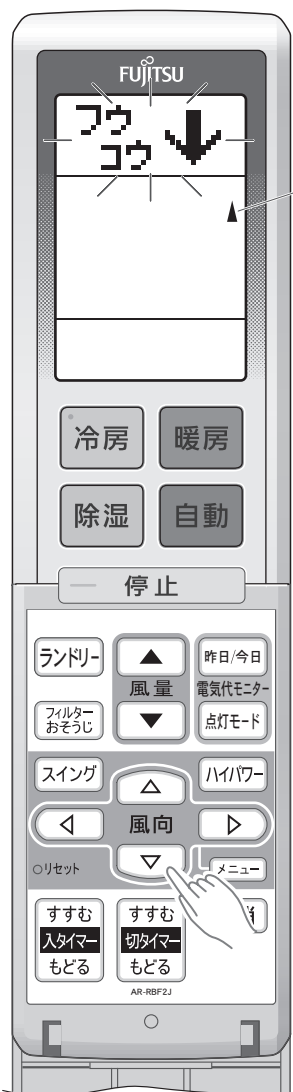 FUJITSU
フウ
コウ
冷房
暖房
除湿
自動
停止
ランドリー
風量
昨日/今日
電気代モニター
フィルター
おそうじ
点灯モード
スイング
ハイパワー
風向
リセット
メニュー
すすむ
入タイマー
もどる
すすむ
切タイマー
もどる
AR-RBF2J